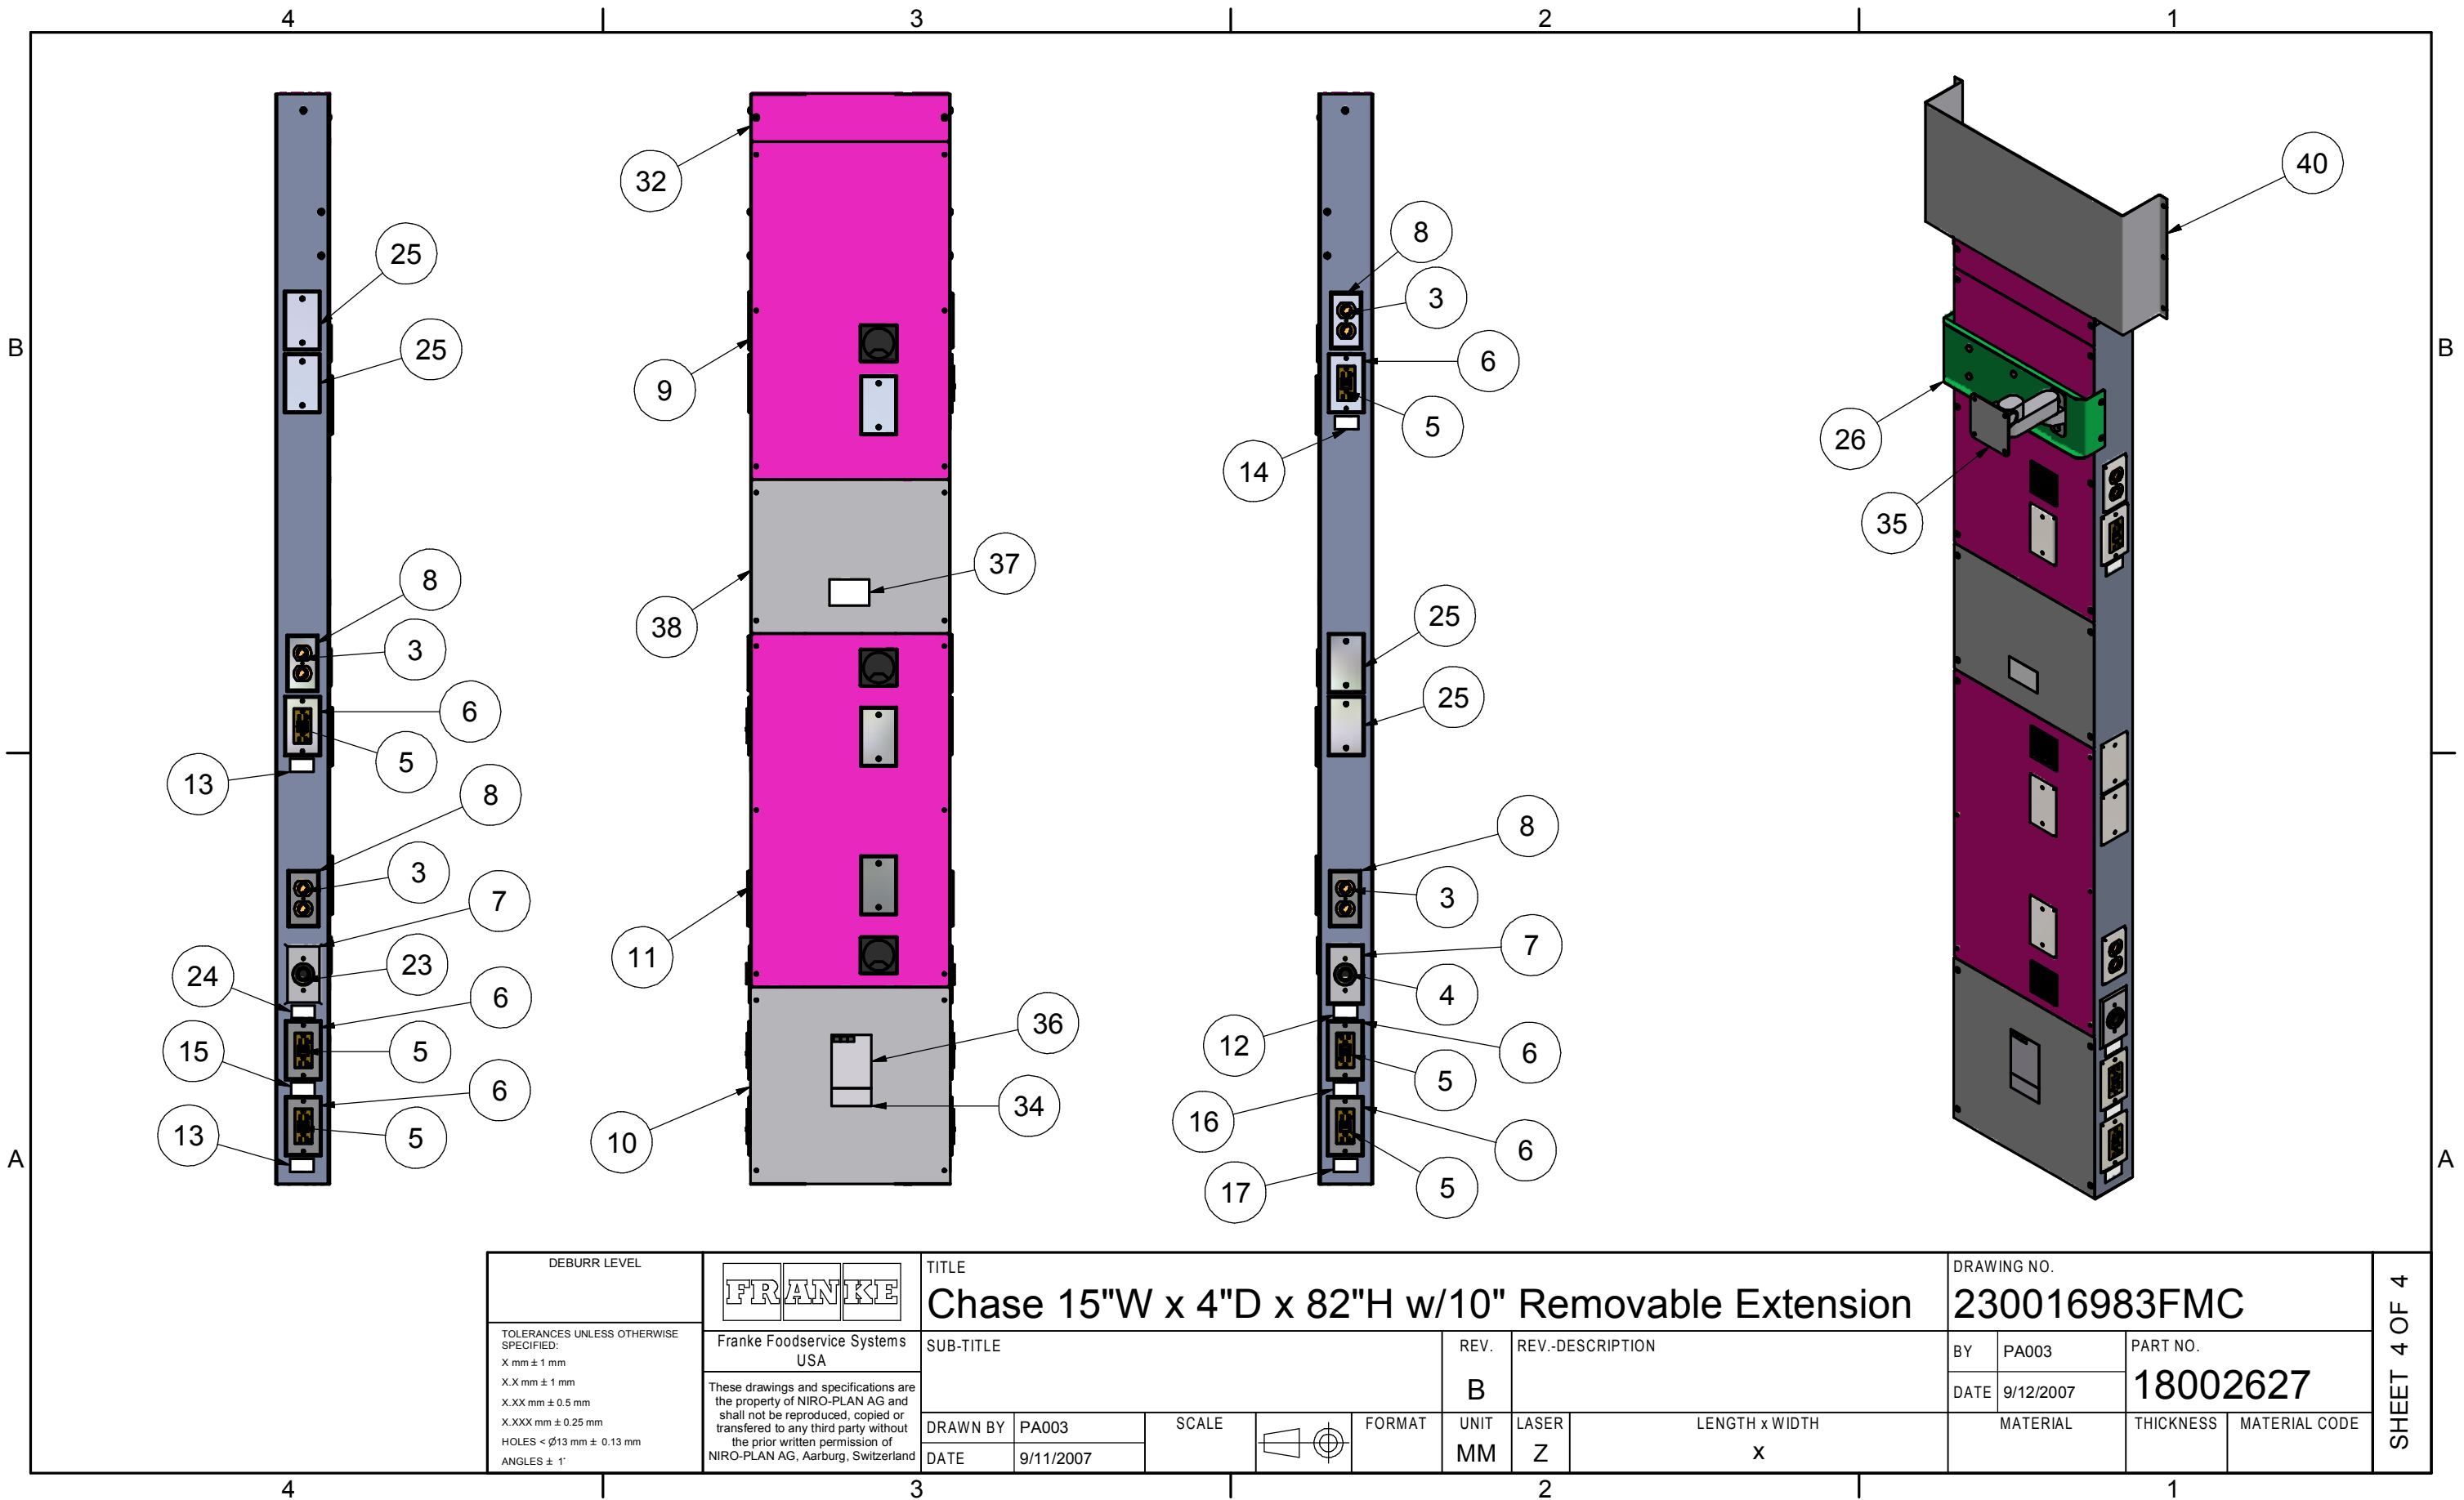 4
3
2
1
B
A
B
A
25
25
8
3
6
5
13
8
3
7
23
24
6
15
5
6
13
5
32
9
37
38
11
36
34
10
8
3
6
5
14
25
25
8
3
7
4
12
6
5
16
6
17
5
40
26
35
DEBURR LEVEL
TOLERANCES UNLESS OTHERWISE
SPECIFIED:
X mm ± 1 mm
X.X mm ± 1 mm
X.XX mm ± 0.5 mm
X.XXX mm ± 0.25 mm
HOLES < Ø13 mm ± 0.13 mm
ANGLES ± 1°
FRANKE
Franke Foodservice Systems
USA
These drawings and specifications are
the property of NIRO-PLAN AG and
shall not be reproduced, copied or
transfered to any third party without
the prior written permission of
NIRO-PLAN AG, Aarburg, Switzerland
TITLE
Chase 15"W x 4"D x 82"H w/10" Removable Extension
SUB-TITLE
REV.
B
REV.-DESCRIPTION
DRAWN BY PA003
DATE 9/11/2007
SCALE
FORMAT
UNIT
MM
LASER
Z
LENGTH x WIDTH
x
DRAWING NO.
230016983FMC
BY PA003
DATE 9/12/2007
PART NO.
18002627
MATERIAL
THICKNESS
MATERIAL CODE
SHEET 4 OF 4
4
3
2
1